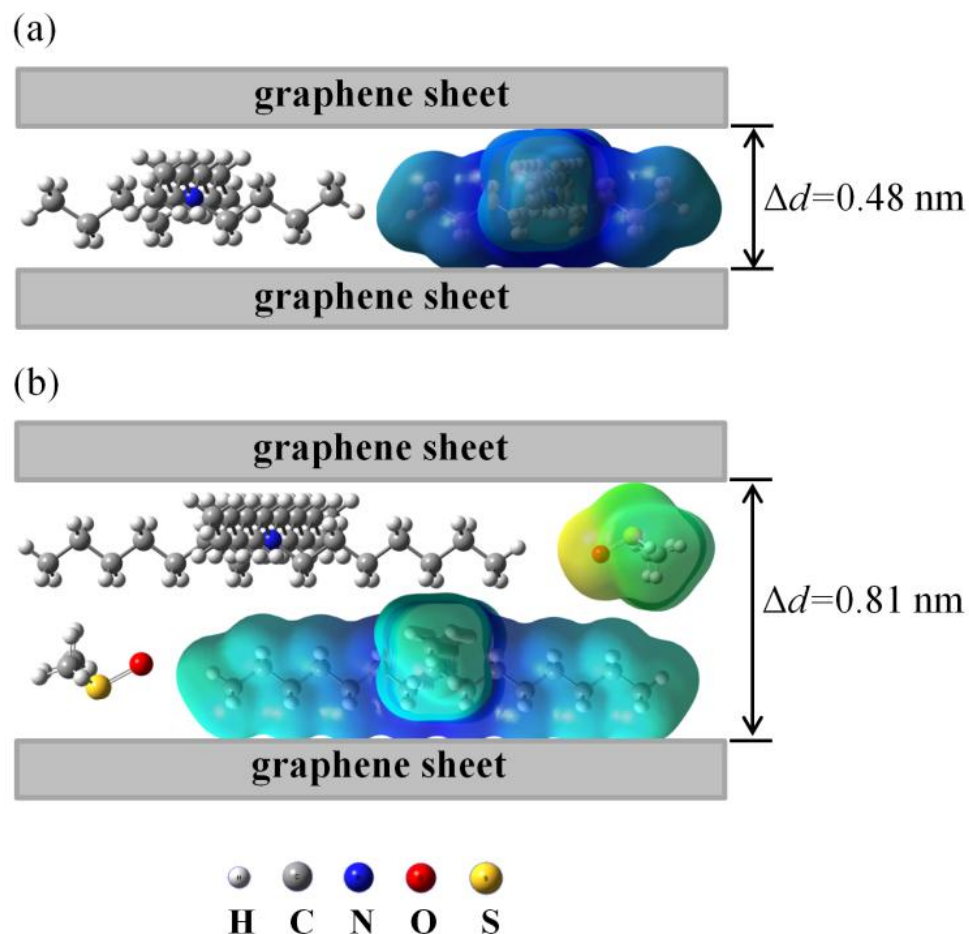 (a)
graphene sheet
Δd=0.48 nm
graphene sheet
(b)
graphene sheet
Δd=0.81 nm
graphene sheet
H C N O S